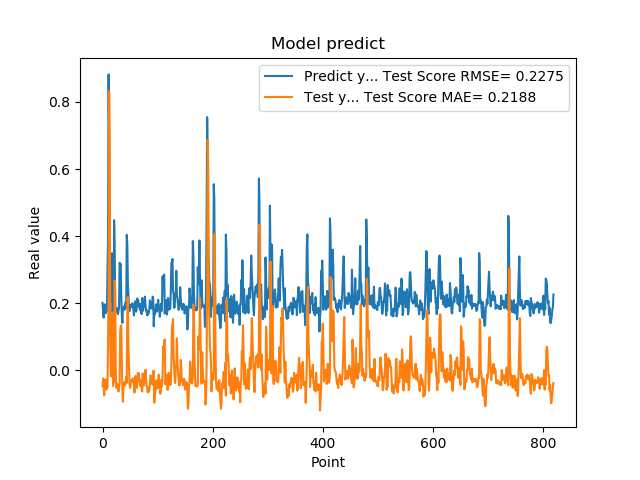 Model predict
Predict y... Test Score RMSE= 0.2275
Test y... Test Score MAE= 0.2188
Real value
0.8
0.6
0.4
0.2
0.0
0 200 400 600 800
Point